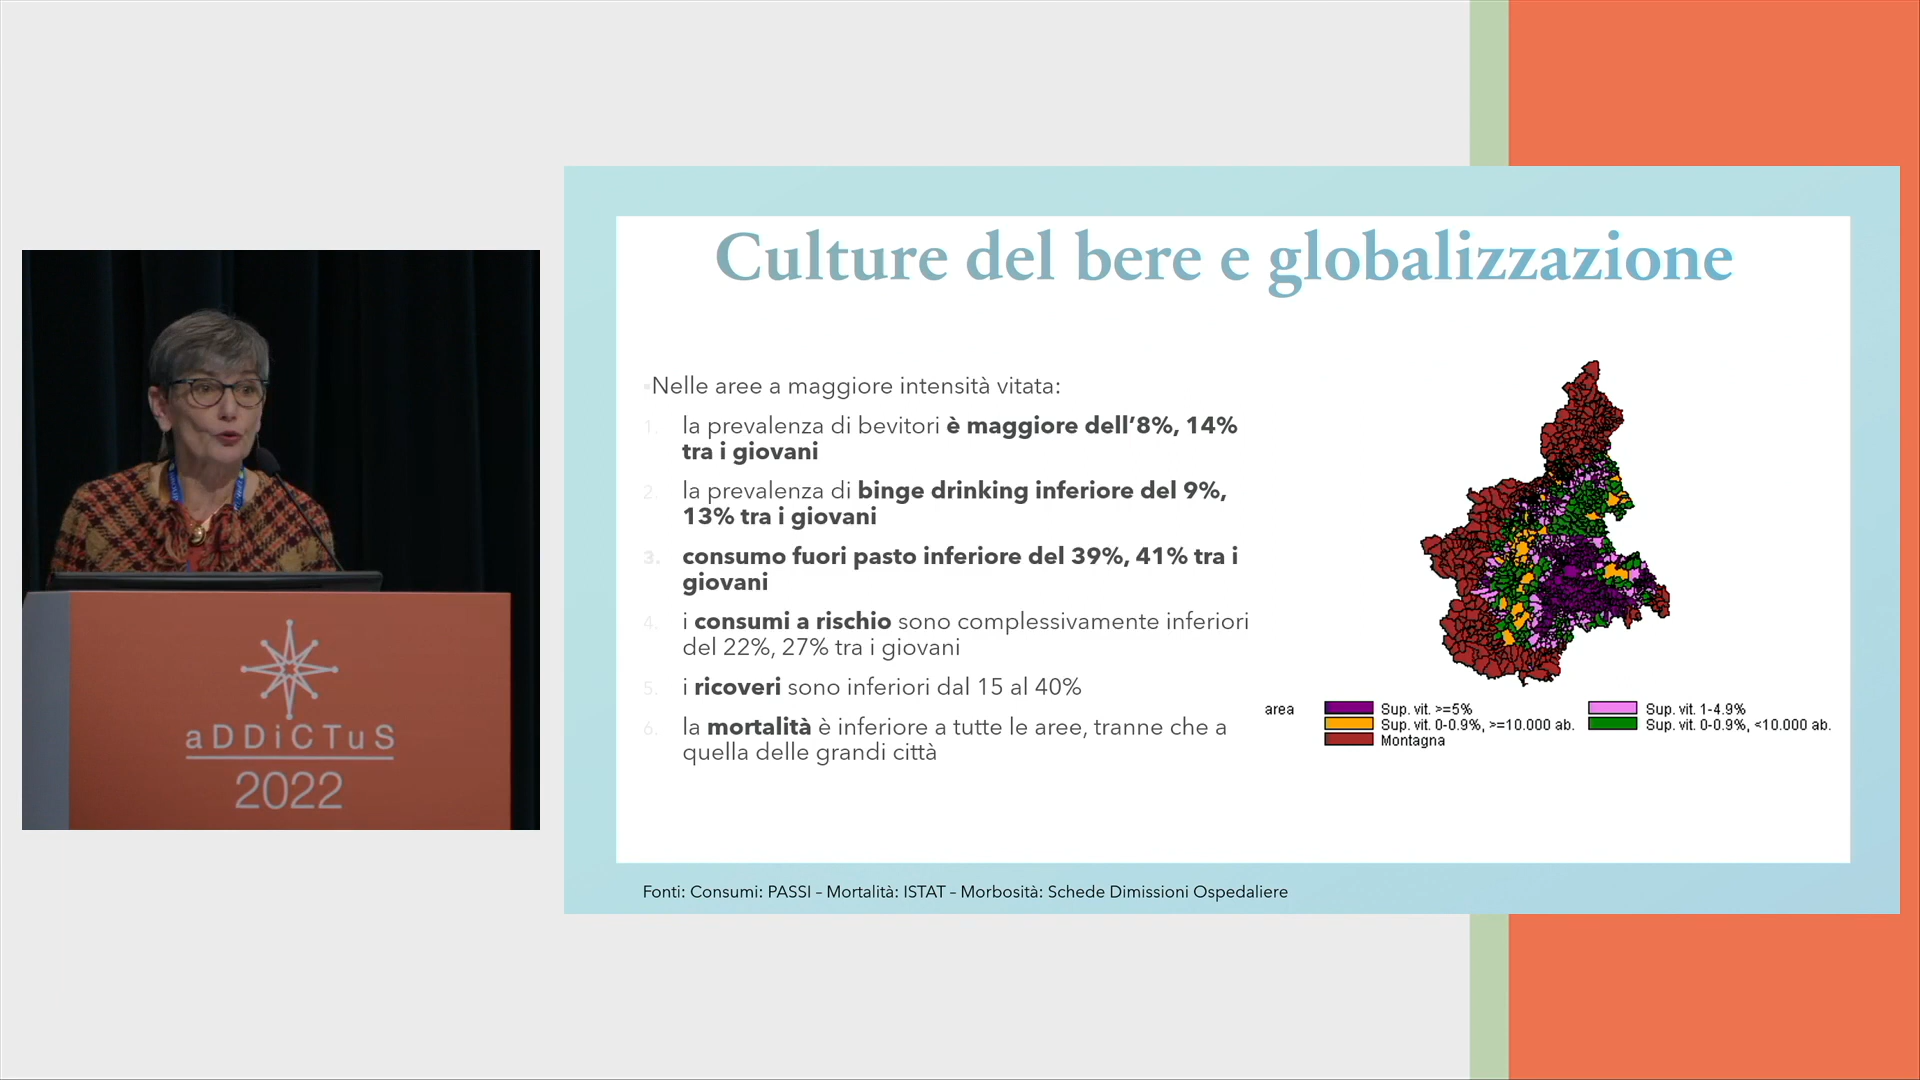 Culture del bere e globalizzazione
▪Nelle aree a maggiore intensità vitata:
1. la prevalenza di bevitori è maggiore dell’8%, 14%
tra i giovani
2. la prevalenza di binge drinking inferiore del 9%,
13% tra i giovani
3. consumo fuori pasto inferiore del 39%, 41% tra i
giovani
4. i consumi a rischio sono complessivamente inferiori
del 22%, 27% tra i giovani
5. i ricoveri sono inferiori dal 15 al 40%
6. la mortalità è inferiore a tutte le aree, tranne che a
quella delle grandi città
area
Sup. vit. >=5%
Sup. vit. 1-4.9%
Sup. vit. 0-0.9%, >=10.000 ab.
Sup. vit. 0-0.9%, <10.000 ab.
Montagna
Fonti: Consumi: PASSI – Mortalità: ISTAT – Morbosità: Schede Dimissioni Ospedaliere
aDDiCTuS
2022